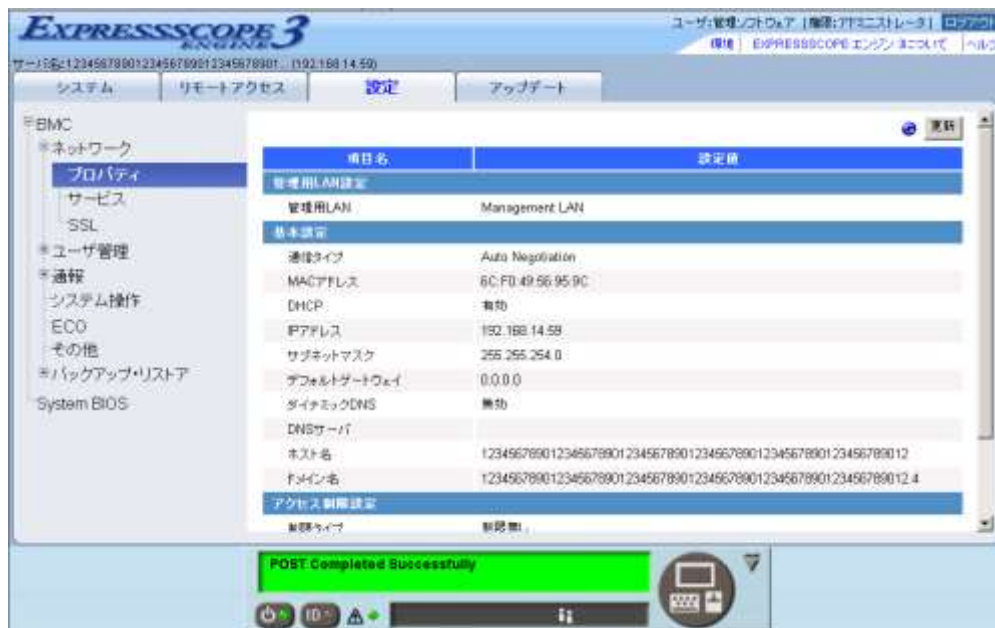 EXPRESSSCOPE 3
ENGINE
ユーザ:管理ソフトウェア | 権限:アドミニストレータ | ログアウト
環境 | EXPRESSSCOPE エンジン 3について | ヘルプ
サーバ名:1234567890123456789012345678901.. (192.168.14.59)
システム
リモートアクセス
設定
アップデート
BMC
ネットワーク
プロパティ
サービス
SSL
ユーザ管理
通報
システム操作
ECO
その他
バックアップ・リストア
System BIOS
更新
項目名 設定値
管理用LAN設定
管理用LAN Management LAN
基本設定
通信タイプ Auto Negotiation
MACアドレス 6C:F0:49:56:95:9C
DHCP 有効
IPアドレス 192.168.14.59
サブネットマスク 255.255.254.0
デフォルトゲートウェイ 0.0.0.0
ダイナミックDNS 無効
DNSサーバ
ホスト名
ドメイン名
アクセス制限設定
制限タイプ 制限無し
POST Completed Successfully
ID